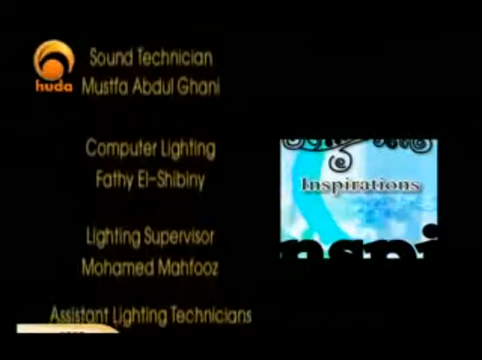 huda
Sound Technician
Mustfa Abdul Ghani
Computer Lighting
Fathy El-Shibiny
Lighting Supervisor
Mohamed Mahfooz
Assistant Lighting Technicians
Inspirations
nspi